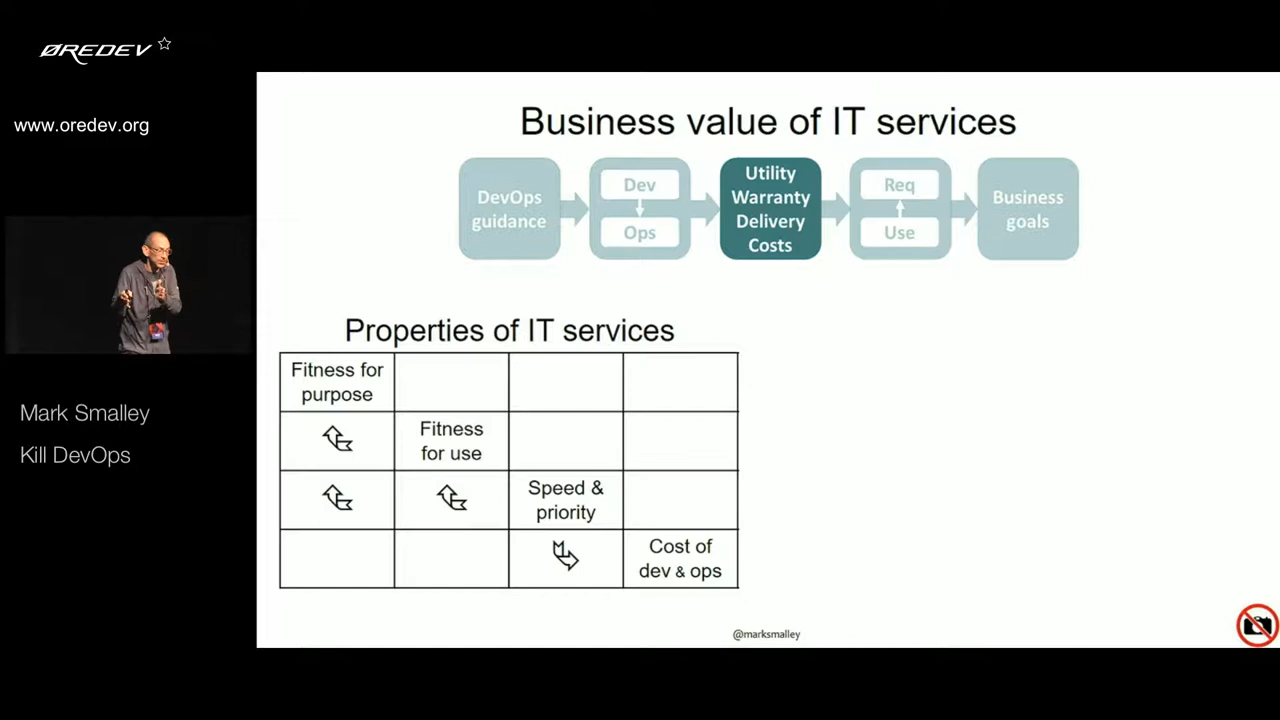 ØREDEV
www.oredev.org
Mark Smalley
Kill DevOps
Business value of IT services
DevOps
guidance
Dev
Ops
Utility
Warranty
Delivery
Costs
Req
Use
Business
goals
Properties of IT services
Fitness for
purpose
Fitness
for use
Speed &
priority
Cost of
dev & ops
@marksmalley